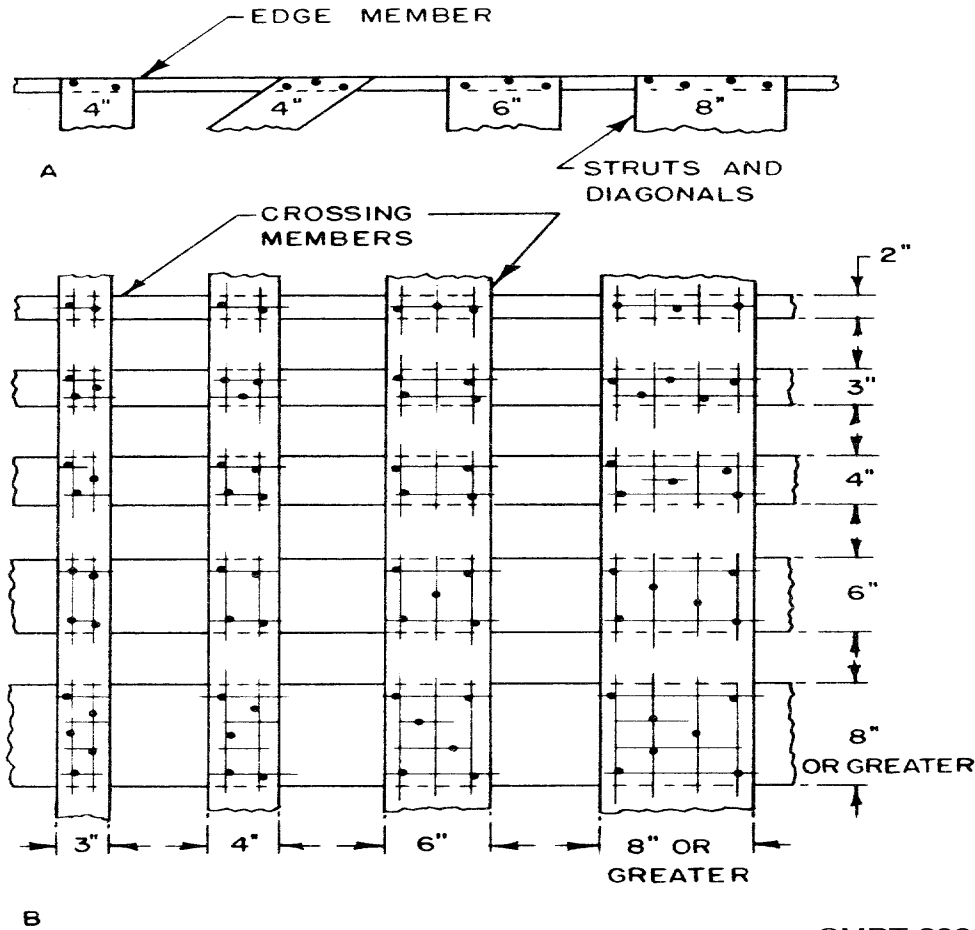 EDGE MEMBER
4" 4" 6" 8"
A
STRUTS AND
DIAGONALS
CROSSING
MEMBERS
2"
3"
4"
6"
8"
OR GREATER
3" 4" 6" 8" OR
GREATER
B